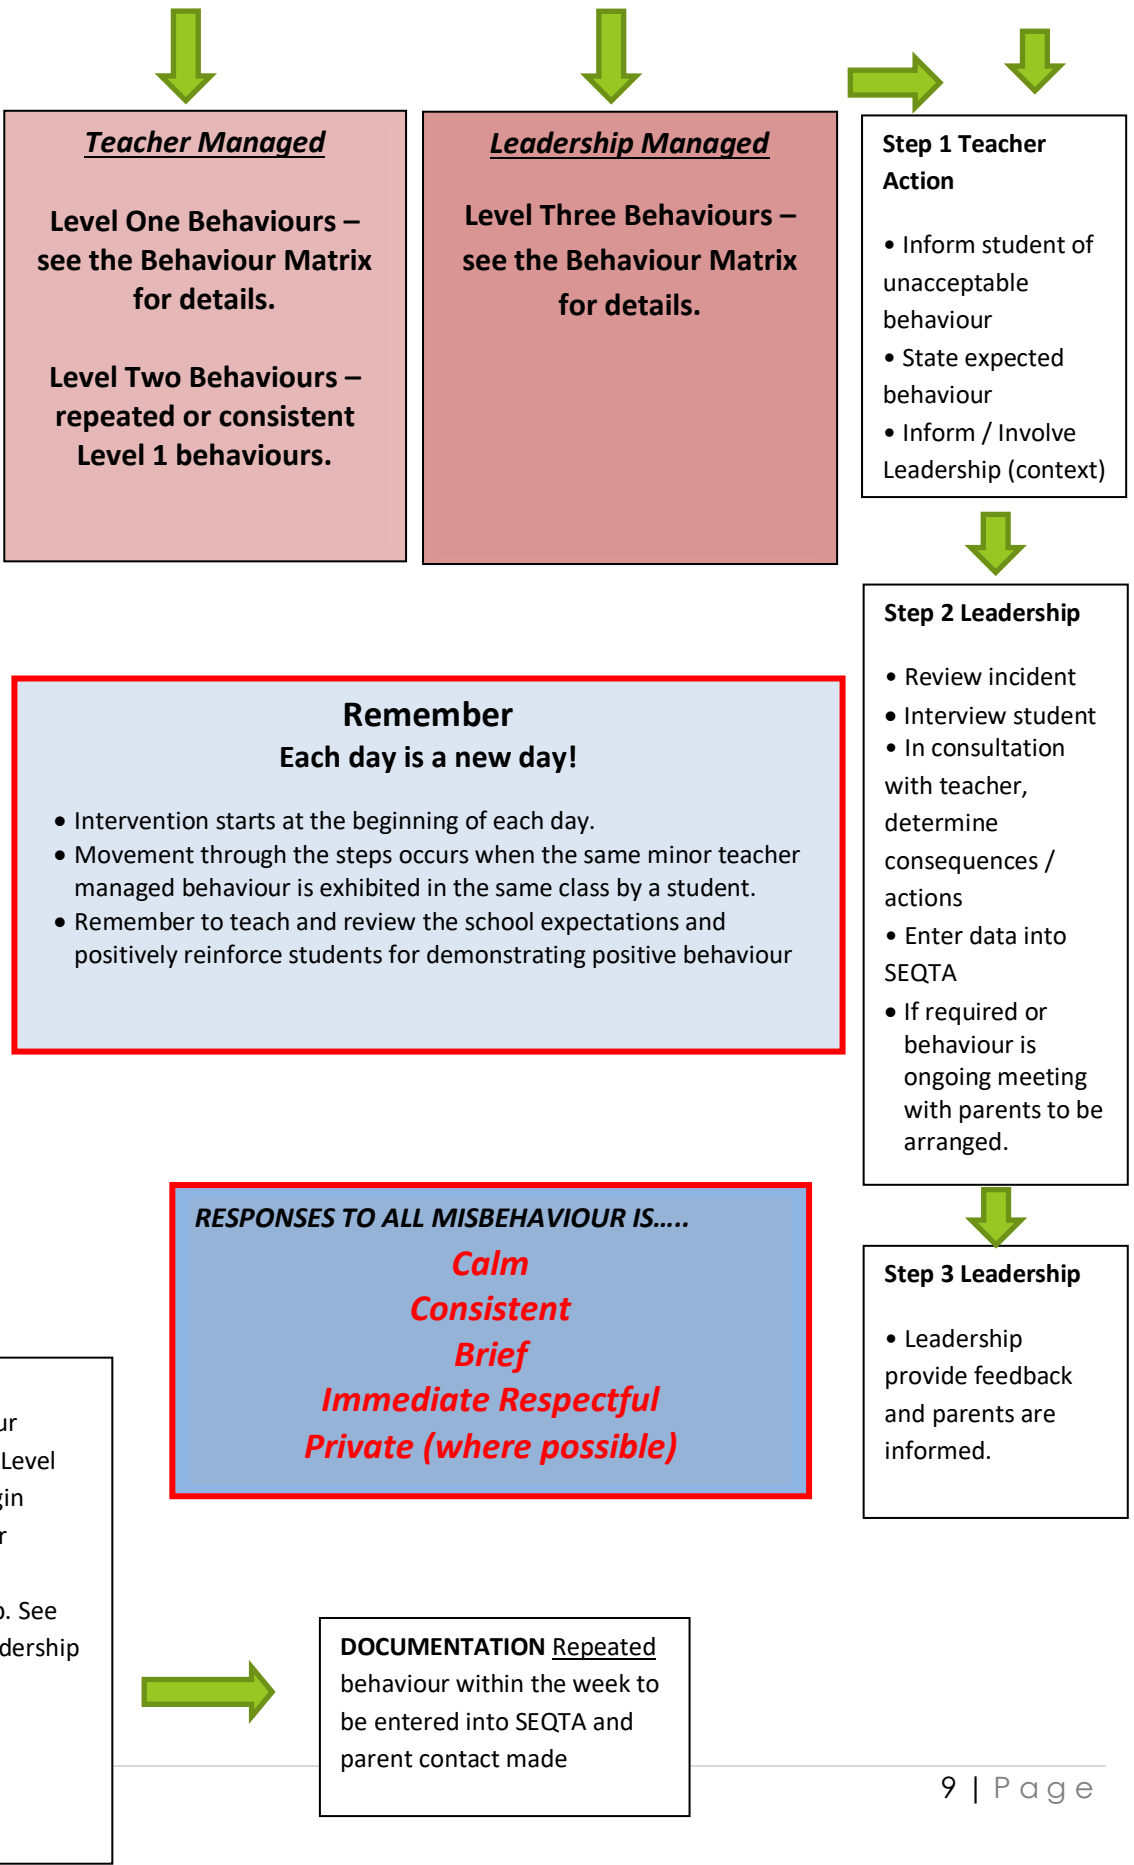 Teacher Managed
Level One Behaviours –
see the Behaviour Matrix
for details.
Level Two Behaviours –
repeated or consistent
Level 1 behaviours.
Leadership Managed
Level Three Behaviours –
see the Behaviour Matrix
for details.
Step 1 Teacher
Action
• Inform student of
unacceptable
behaviour
• State expected
behaviour
• Inform / Involve
Leadership (context)
Step 2 Leadership
• Review incident
• Interview student
• In consultation
with teacher,
determine
consequences /
actions
• Enter data into
SEQTA
• If required or
behaviour is
ongoing meeting
with parents to be
arranged.
Remember
Each day is a new day!
• Intervention starts at the beginning of each day.
• Movement through the steps occurs when the same minor teacher
managed behaviour is exhibited in the same class by a student.
• Remember to teach and review the school expectations and
positively reinforce students for demonstrating positive behaviour
RESPONSES TO ALL MISBEHAVIOUR IS…..
Calm
Consistent
Brief
Immediate Respectful
Private (where possible)
Step 3 Leadership
• Leadership
provide feedback
and parents are
informed.
Level
See
DOCUMENTATION Repeated
behaviour within the week to
be entered into SEQTA and
parent contact made
9 | Page